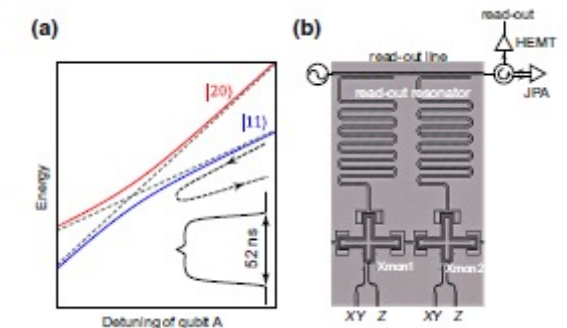 (a)
|20⟩
|11⟩
Energy
52 ns
Detuning of qubit A
(b)
read-out
HEMT
read-out line
JPA
read-out resonator
Xmon1
Xmon2
XY Z XY Z